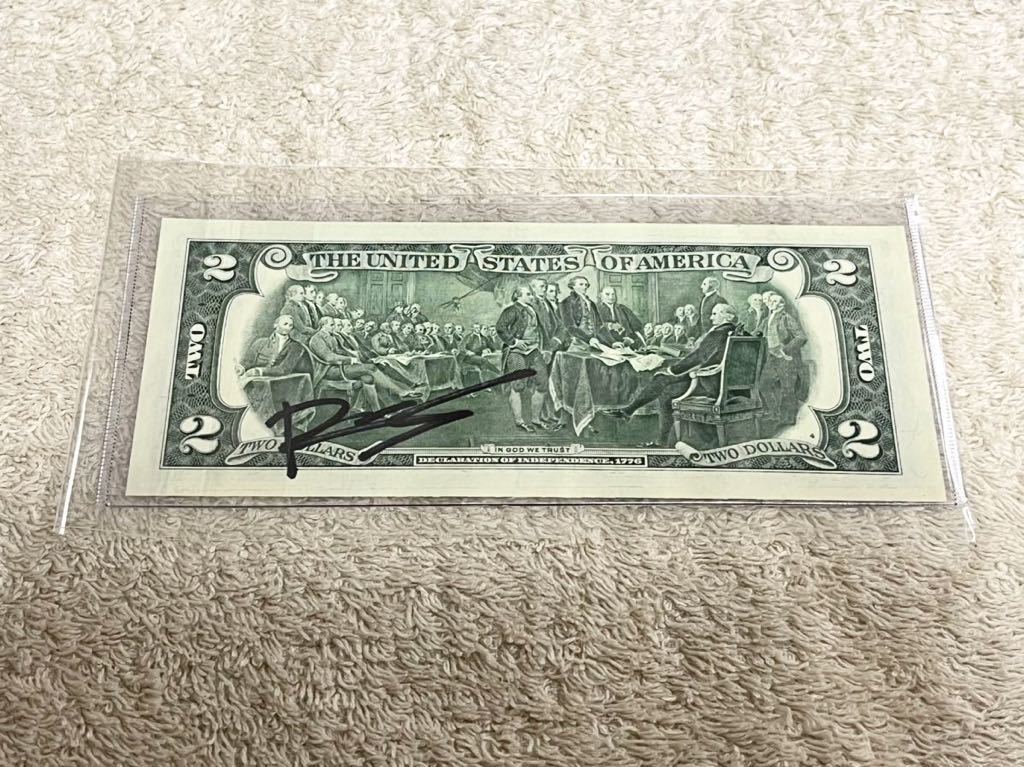 THE UNITED STATES OF AMERICA
2
2
TWO
TWO
2
2
TWO DOLLARS
IN GOD WE TRUST
TWO DOLLARS
4
DECLARATION OF INDEPENDENCE, 1776